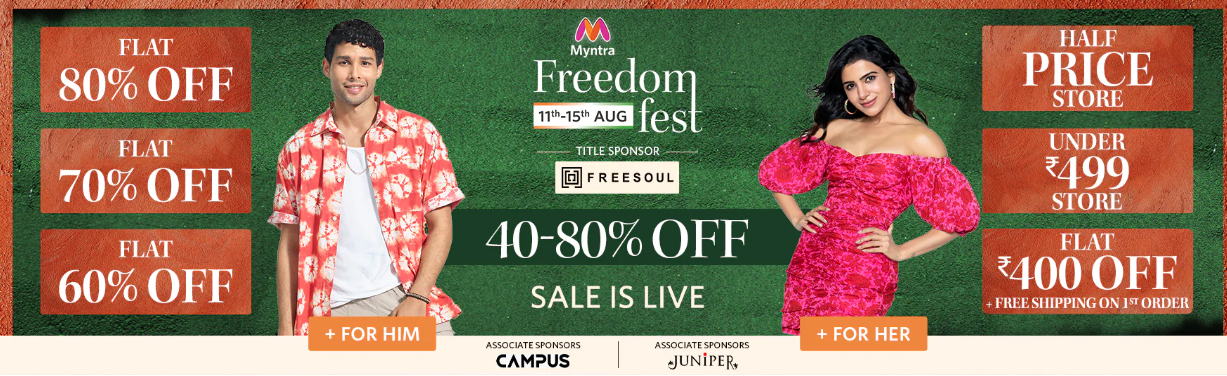 FLAT
80% OFF
FLAT
70% OFF
FLAT
60% OFF
Myntra
Freedom
11th-15th AUG
fest
TITLE SPONSOR
FREESOUL
40-80% OFF
SALE IS LIVE
HALF
PRICE
STORE
UNDER
₹499
STORE
FLAT
₹400 OFF
+ FREE SHIPPING ON 1ST ORDER
+ FOR HIM
+ FOR HER
ASSOCIATE SPONSORS
CAMPUS
ASSOCIATE SPONSORS
JUNIPER